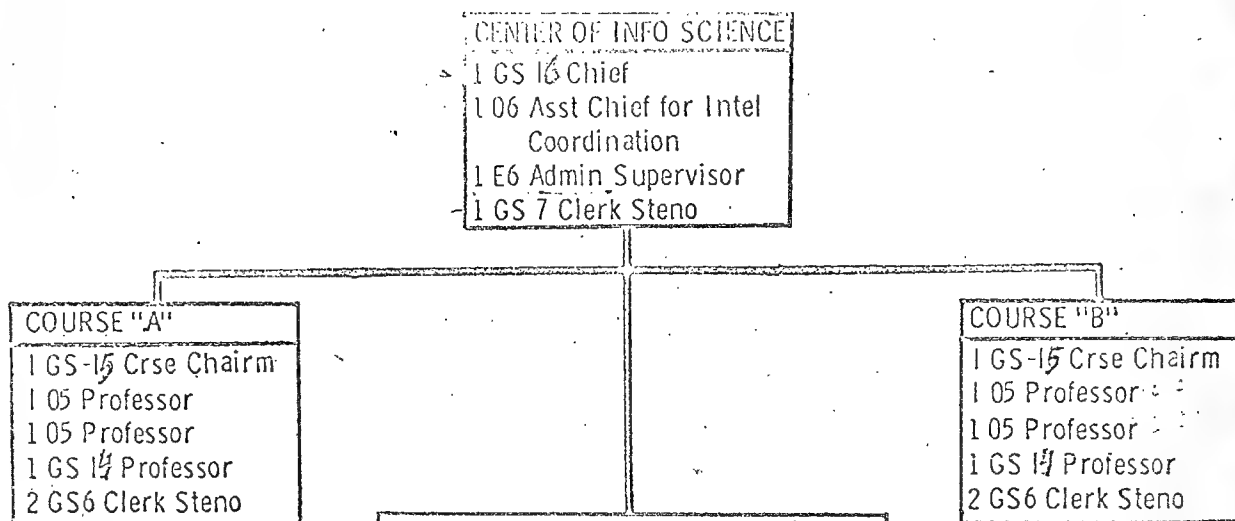 CENTER OF INFO SCIENCE
1 GS 16 Chief
1 06 Asst Chief for Intel
Coordination
1 E6 Admin Supervisor
1 GS 7 Clerk Steno
COURSE "A"
1 GS-15 Crse Chairm
1 05 Professor
1 05 Professor
1 GS 14 Professor
2 GS6 Clerk Steno
COURSE "B"
1 GS-15 Crse Chairm
1 05 Professor
1 05 Professor
1 GS 14 Professor
2 GS6 Clerk Steno